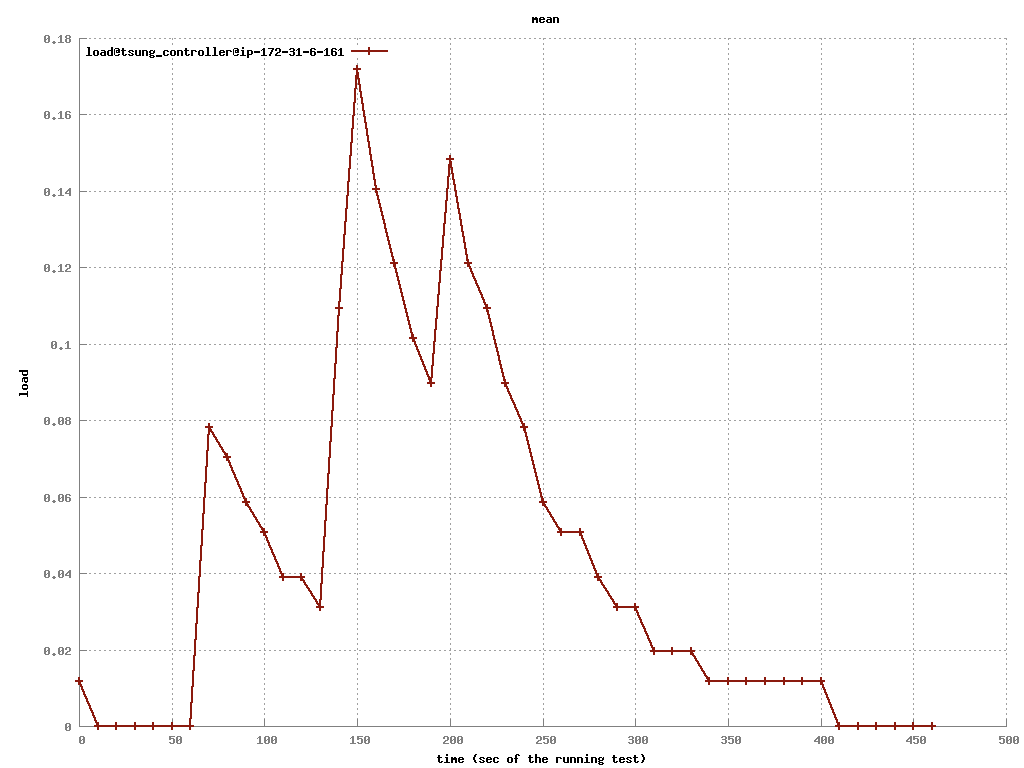 mean
0.18
load@tsung_controller@ip-172-31-6-161
0.16
0.14
0.12
0.1
load
0.08
0.06
0.04
0.02
0
0 50 100 150 200 250 300 350 400 450 500
time (sec of the running test)